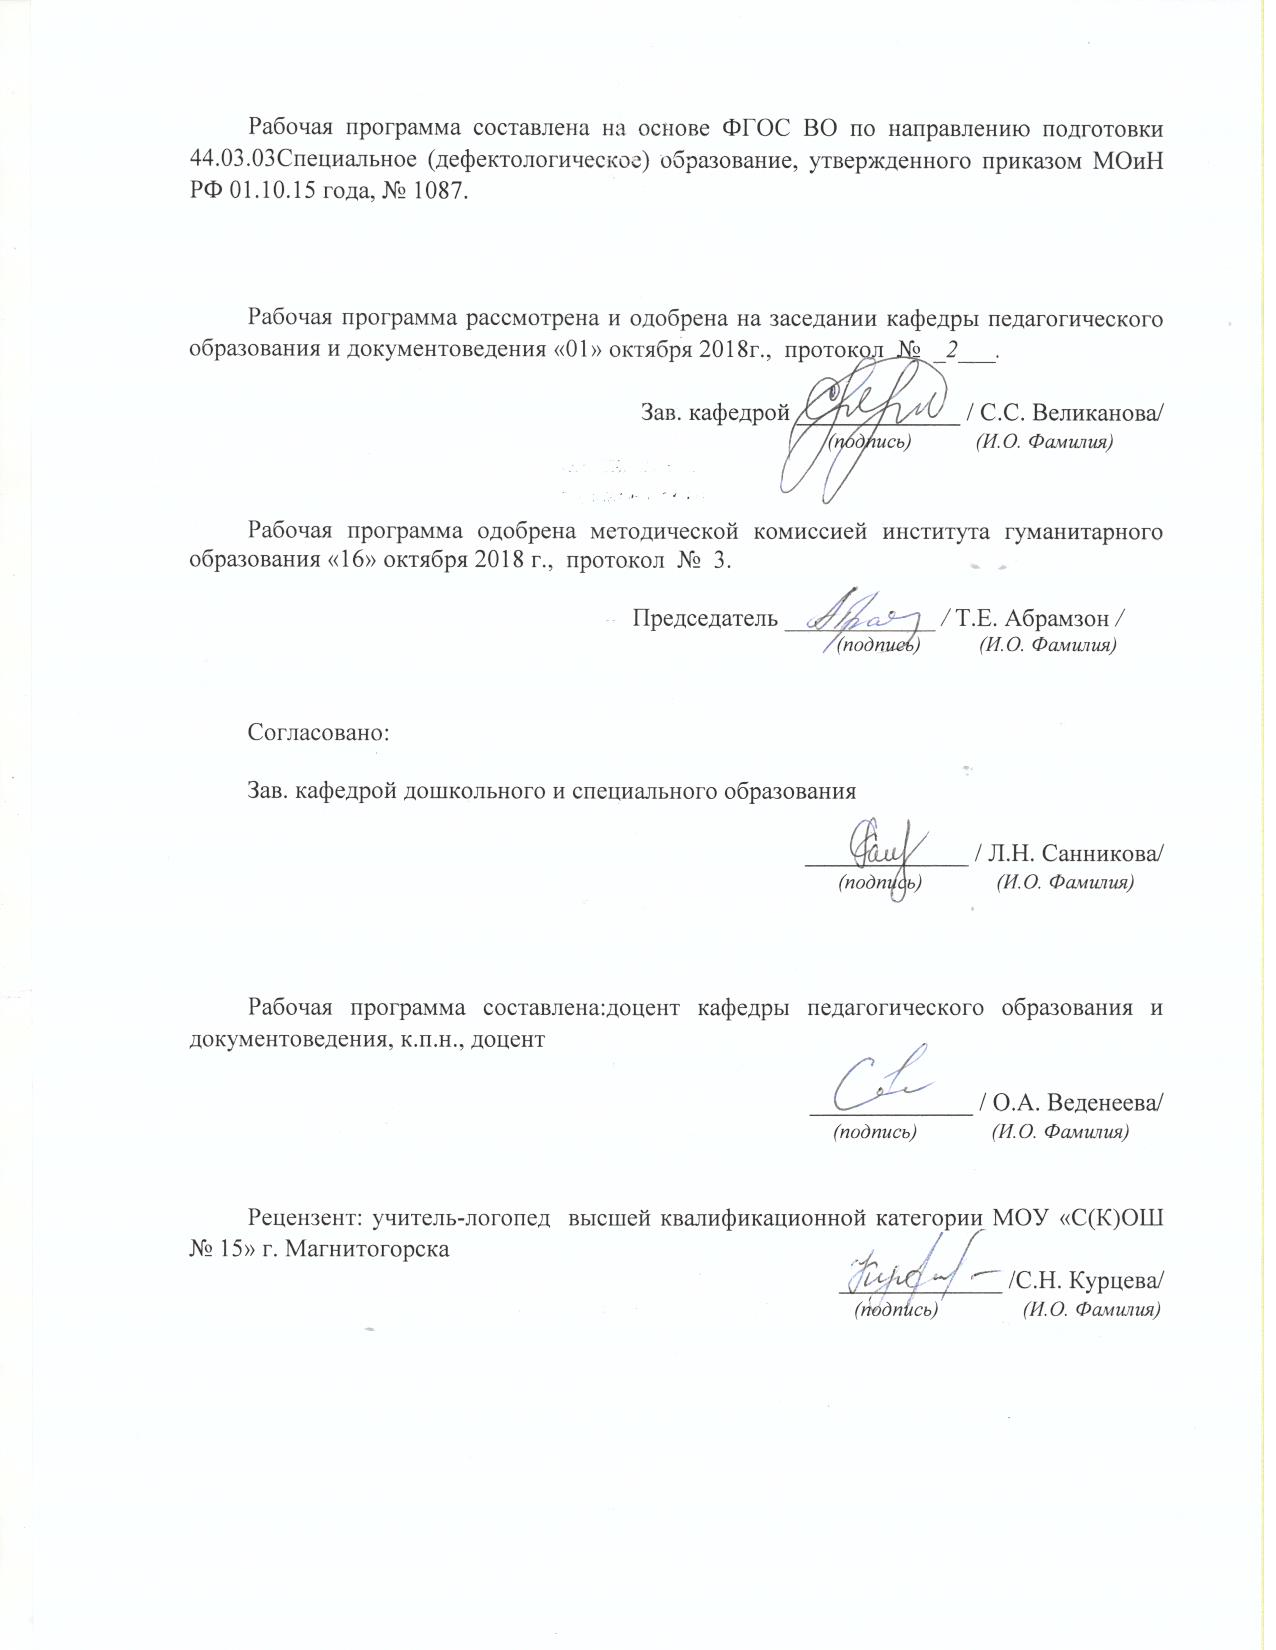 Рабочая программа составлена на основе ФГОС ВО по направлению подготовки
44.03.03Специальное (дефектологическое) образование, утвержденного приказом МОиН
РФ 01.10.15 года, № 1087.
Рабочая программа рассмотрена и одобрена на заседании кафедры педагогического
образования и документоведения «01» октября 2018г., протокол № _2___.
Зав. кафедрой _____________ / С.С. Великанова/
(подпись) (И.О. Фамилия)
Рабочая программа одобрена методической комиссией института гуманитарного
образования «16» октября 2018 г., протокол № 3.
Председатель ____________ / Т.Е. Абрамзон /
(подпись) (И.О. Фамилия)
Согласовано:
Зав. кафедрой дошкольного и специального образования
_____________ / Л.Н. Санникова/
(подпись) (И.О. Фамилия)
Рабочая программа составлена:доцент кафедры педагогического образования и
документоведения, к.п.н., доцент
_____________ / О.А. Веденеева/
(подпись) (И.О. Фамилия)
Рецензент: учитель-логопед высшей квалификационной категории МОУ «С(К)ОШ
№ 15» г. Магнитогорска
_____________ /С.Н. Курцева/
(подпись) (И.О. Фамилия)